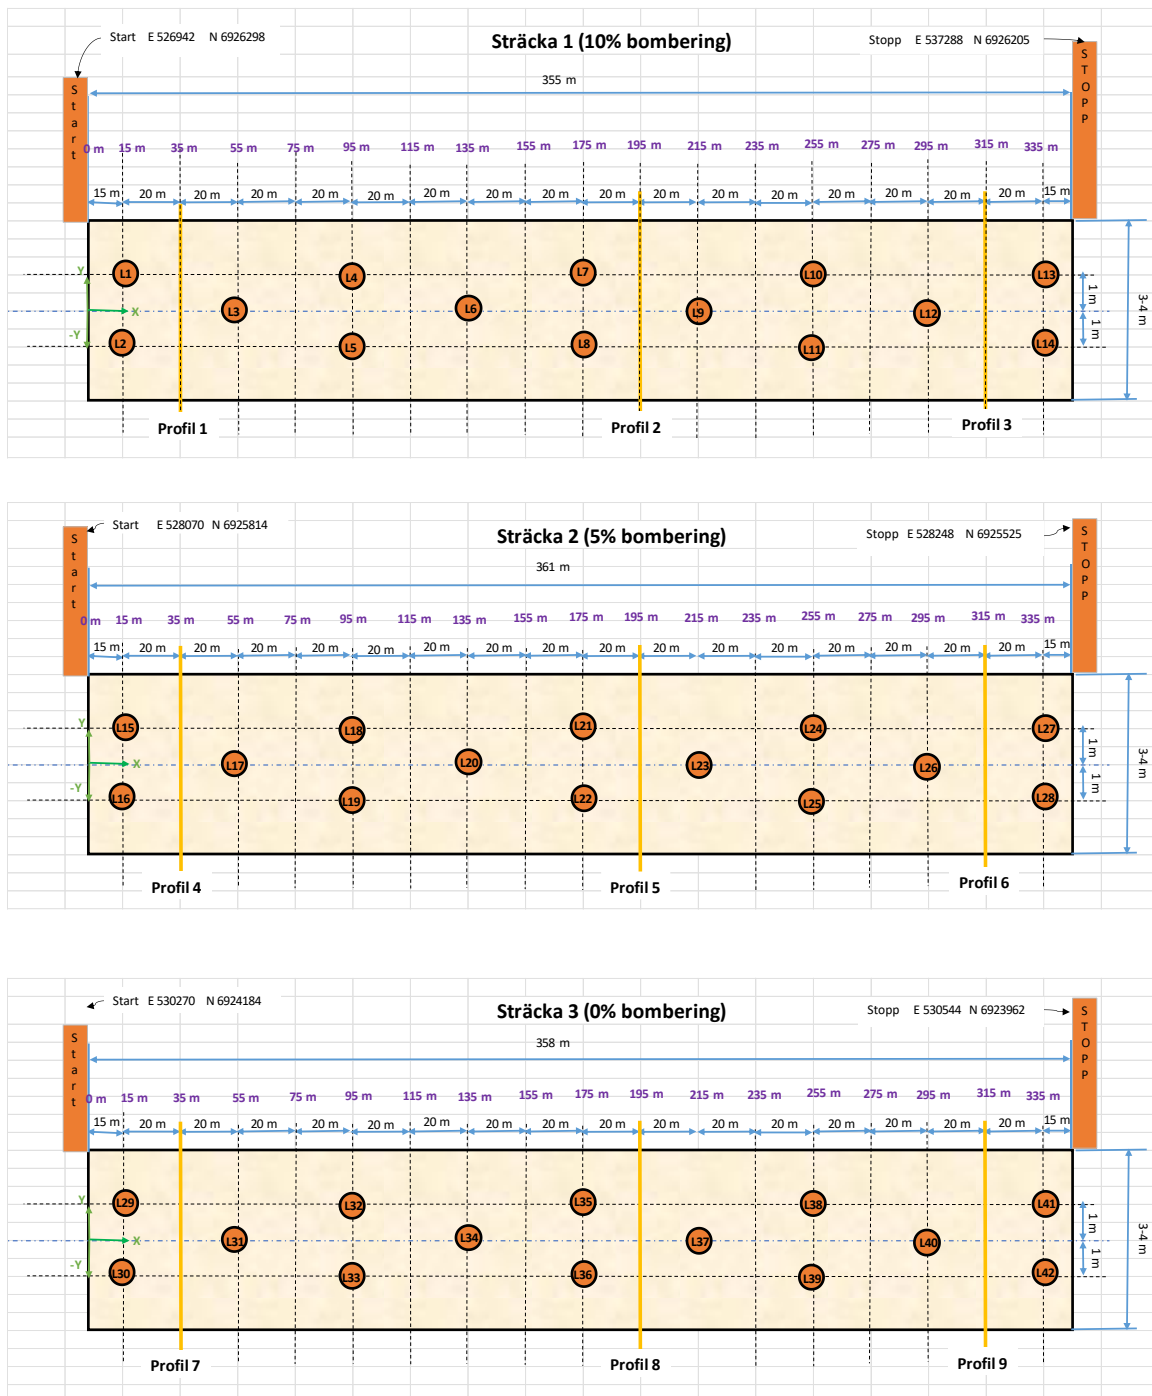 Start E 526942 N 6926298
Sträcka 1 (10% bombering)
Stopp E 537288 N 6926205
Start
STOPP
355 m
0 m 15 m 35 m 55 m 75 m 95 m 115 m 135 m 155 m 175 m 195 m 215 m 235 m 255 m 275 m 295 m 315 m 335 m
15 m 20 m 20 m 20 m 20 m 20 m 20 m 20 m 20 m 20 m 20 m 20 m 20 m 20 m 20 m 20 m 20 m 15 m
Y
L1 L4 L7 L10 L13
X
L3 L6 L9 L12
-Y
L2 L5 L8 L11 L14
1 m
1 m
3-4 m
Profil 1 Profil 2 Profil 3
Start E 528070 N 6925814
Sträcka 2 (5% bombering)
Stopp E 528248 N 6925525
Start
STOPP
361 m
0 m 15 m 35 m 55 m 75 m 95 m 115 m 135 m 155 m 175 m 195 m 215 m 235 m 255 m 275 m 295 m 315 m 335 m
15 m 20 m 20 m 20 m 20 m 20 m 20 m 20 m 20 m 20 m 20 m 20 m 20 m 20 m 20 m 20 m 20 m 15 m
Y
L15 L18 L21 L24 L27
X
L17 L20 L23 L26
-Y
L16 L19 L22 L25 L28
1 m
1 m
3-4 m
Profil 4 Profil 5 Profil 6
Start E 530270 N 6924184
Sträcka 3 (0% bombering)
Stopp E 530544 N 6923962
Start
STOPP
358 m
0 m 15 m 35 m 55 m 75 m 95 m 115 m 135 m 155 m 175 m 195 m 215 m 235 m 255 m 275 m 295 m 315 m 335 m
15 m 20 m 20 m 20 m 20 m 20 m 20 m 20 m 20 m 20 m 20 m 20 m 20 m 20 m 20 m 20 m 20 m 15 m
Y
L29 L32 L35 L38 L41
X
L31 L34 L37 L40
-Y
L30 L33 L36 L39 L42
1 m
1 m
3-4 m
Profil 7 Profil 8 Profil 9